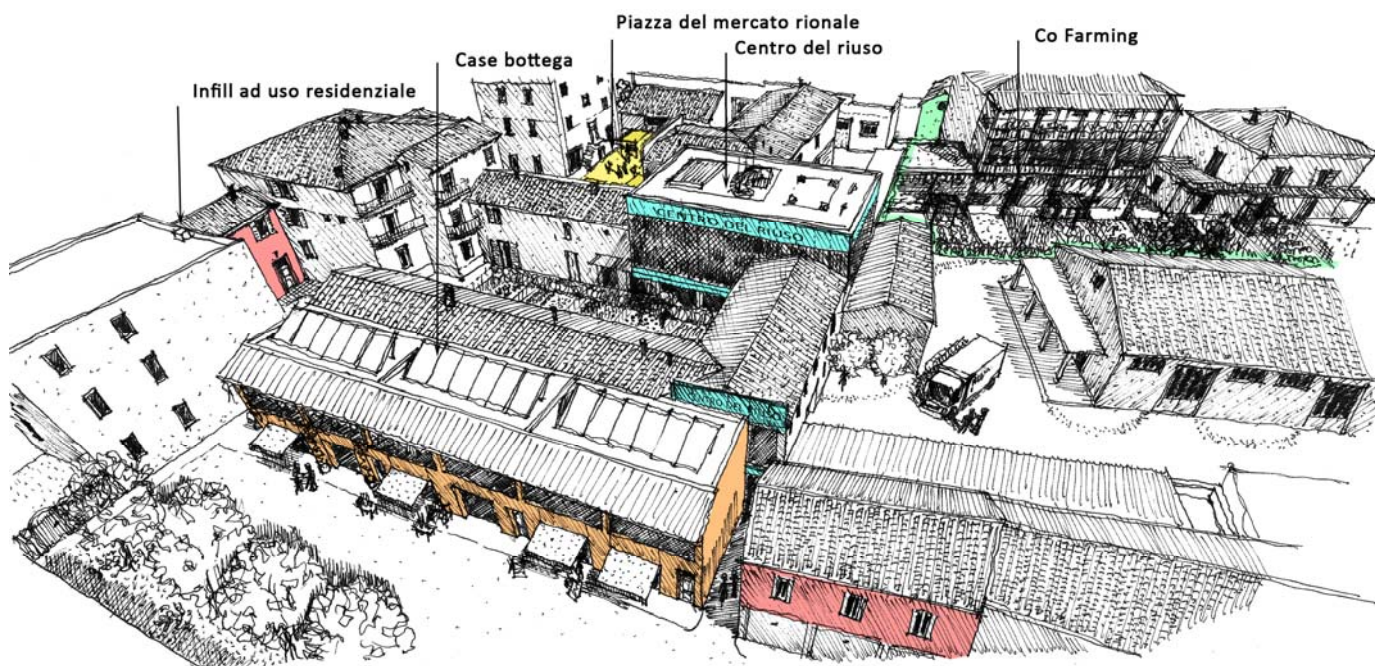 Piazza del mercato rionale
Centro del riuso
Co Farming
Case bottega
Infill ad uso residenziale
CENTRO DEL RIUSO